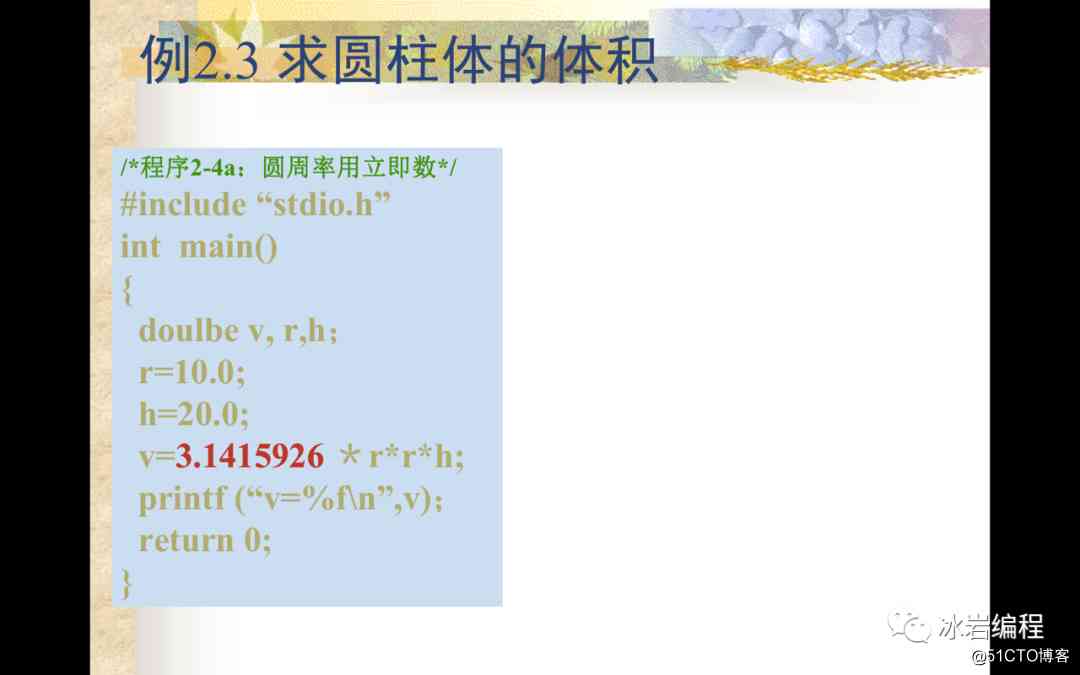 例2.3 求圆柱体的体积
/*程序2-4a：圆周率用立即数*/
#include “stdio.h”
int main()
{
doulbe v, r,h；
r=10.0;
h=20.0;
v=3.1415926 ＊r*r*h;
printf (“v=%f\n”,v)；
return 0;
}
冰岩编程
@51CTO博客